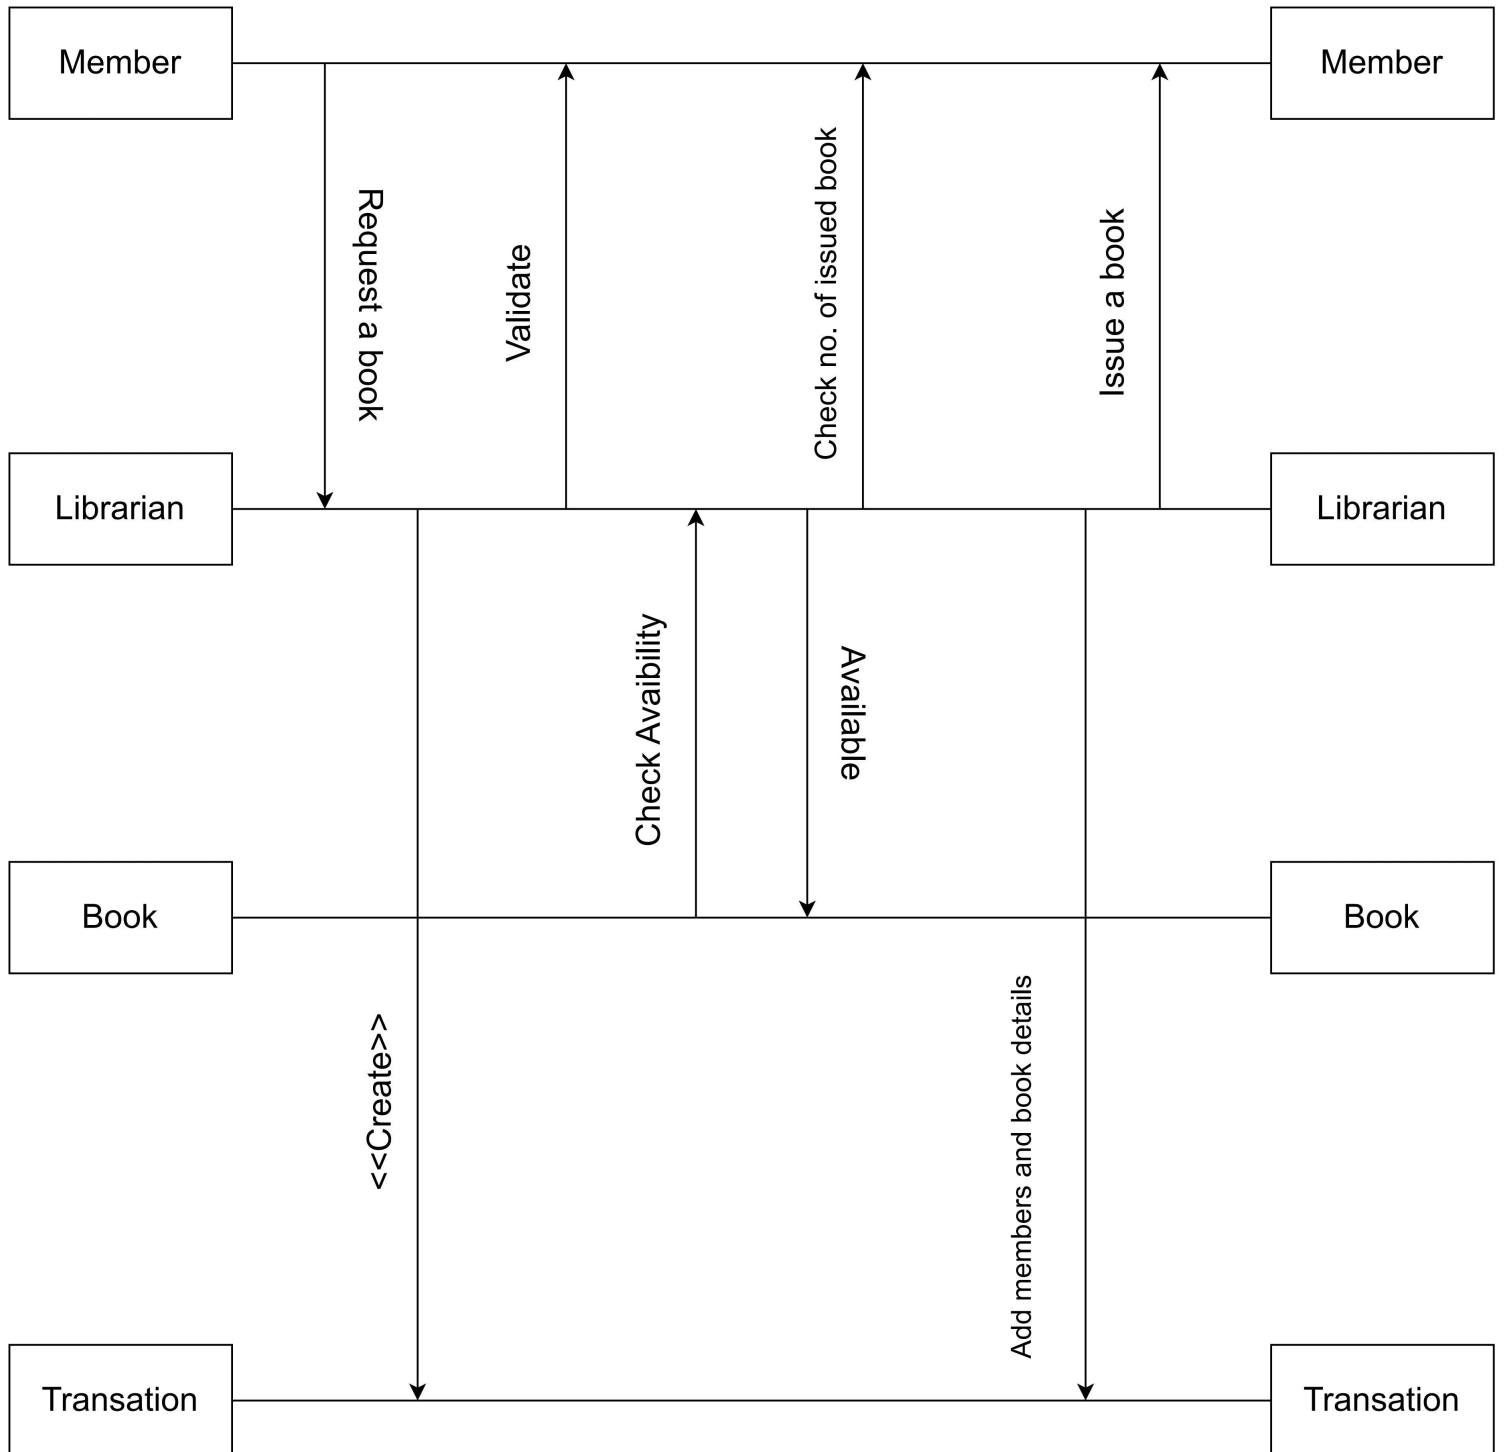 Member
Member
Request a book
Validate
Check no. of issued book
Issue a book
Librarian
Librarian
Check Avaibility
Available
Book
Book
<<Create>>
Add members and book details
Transation
Transation